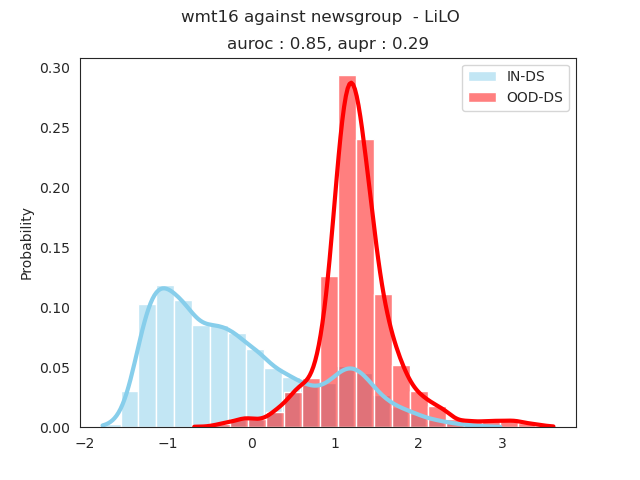 wmt16 against newsgroup - LiLO
auroc : 0.85, aupr : 0.29
IN-DS
OOD-DS
Probability
0.30
0.25
0.20
0.15
0.10
0.05
0.00
−2
−1
0
1
2
3